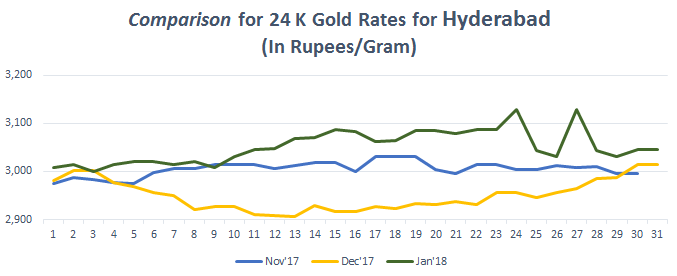 Comparison for 24 K Gold Rates for Hyderabad
(In Rupees/Gram)
3,200
3,100
3,000
2,900
1 2 3 4 5 6 7 8 9 10 11 12 13 14 15 16 17 18 19 20 21 22 23 24 25 26 27 28 29 30 31
Nov'17 Dec'17 Jan'18